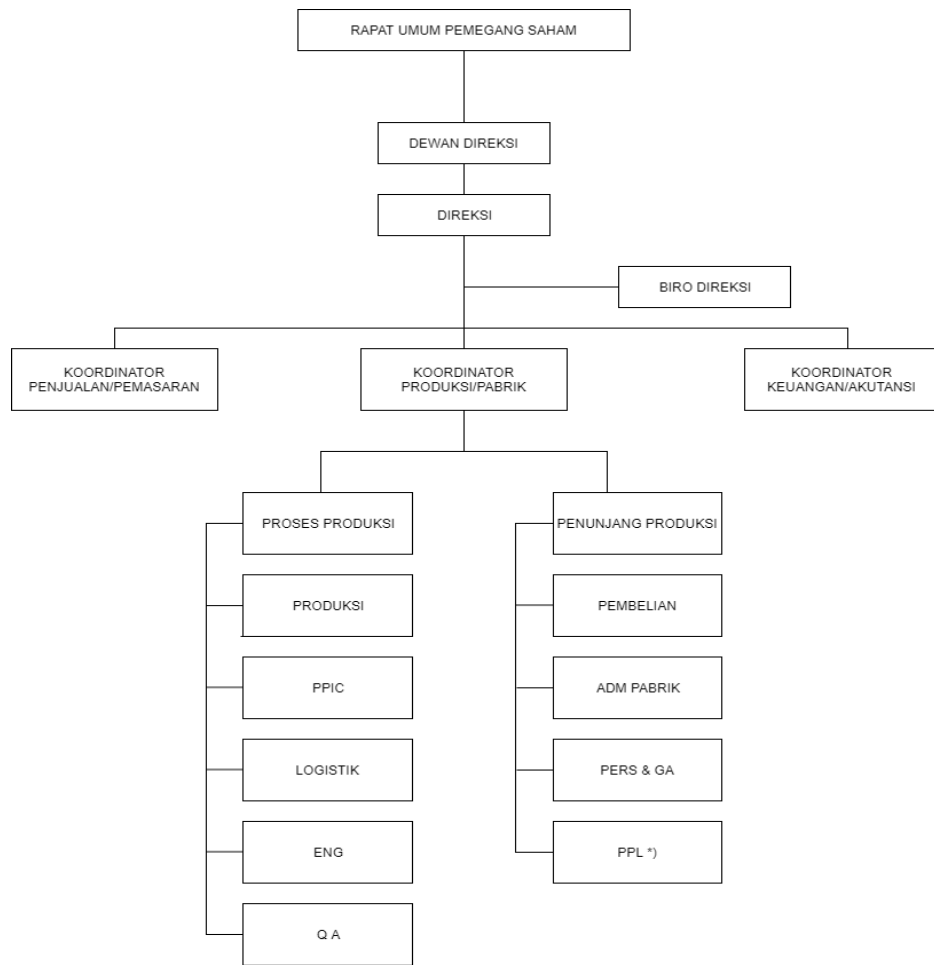 RAPAT UMUM PEMEGANG SAHAM
DEWAN DIREKSI
DIREKSI
BIRO DIREKSI
KOORDINATOR
PENJUALAN/PEMASARAN
KOORDINATOR
PRODUKSI/PABRIK
KOORDINATOR
KEUANGAN/AKUTANSI
PROSES PRODUKSI
PENUNJANG PRODUKSI
PRODUKSI
PEMBELIAN
PPIC
ADM PABRIK
LOGISTIK
PERS & GA
ENG
PPL *)
Q A